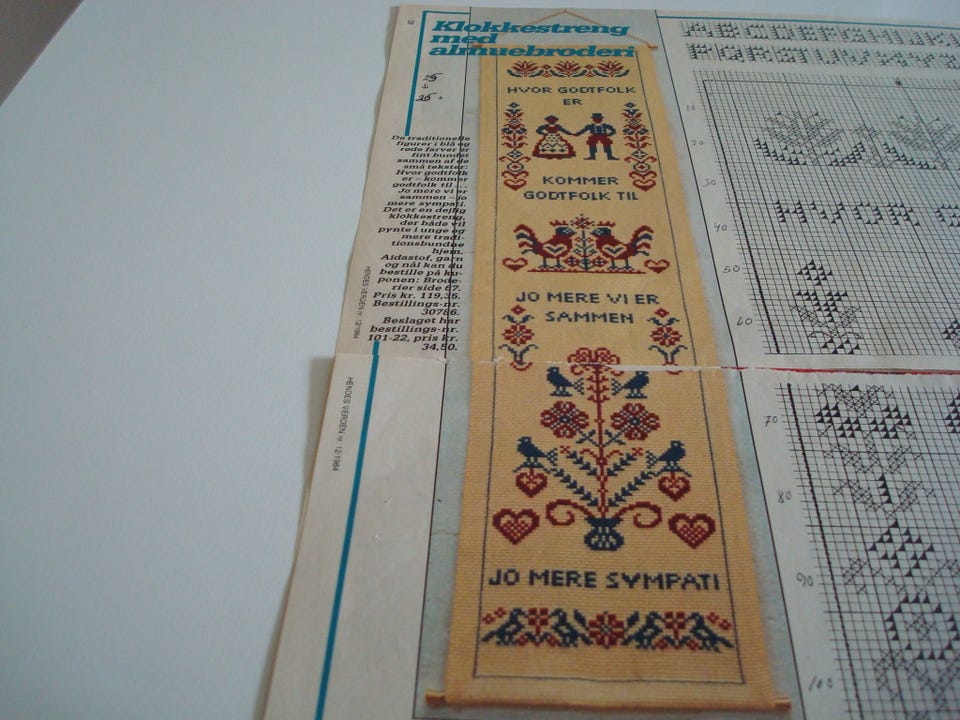 Klokkestreng
med
almuebroderi
De traditionelle
figurer i blå og
røde farver er
fint bundet
sammen af de
små tekster:
Hvor godtfolk
er – kommer
godtfolk til . . .
Jo mere vi er
sammen – jo
mere sympati.
Det er en dejlig
klokkestreng,
der både vil
pynte i unge og
mere tradi-
tionsbundne
hjem.
Aidastof, garn
og nål kan du
bestille på ku-
ponen: Brode-
rier side 67.
Pris kr. 119,35.
Bestillings-nr.
30786.
Beslaget har
bestillings-nr.
101-22, pris kr.
34,50.
HENDES VERDEN nr. 12/1984
HENDES VERDEN nr. 12/1984
HVOR GODTFOLK
ER
KOMMER
GODTFOLK TIL
JO MERE VI ER
SAMMEN
JO MERE SYMPATI
HVOR
10
20
30
40
50
60
70
80
90
100